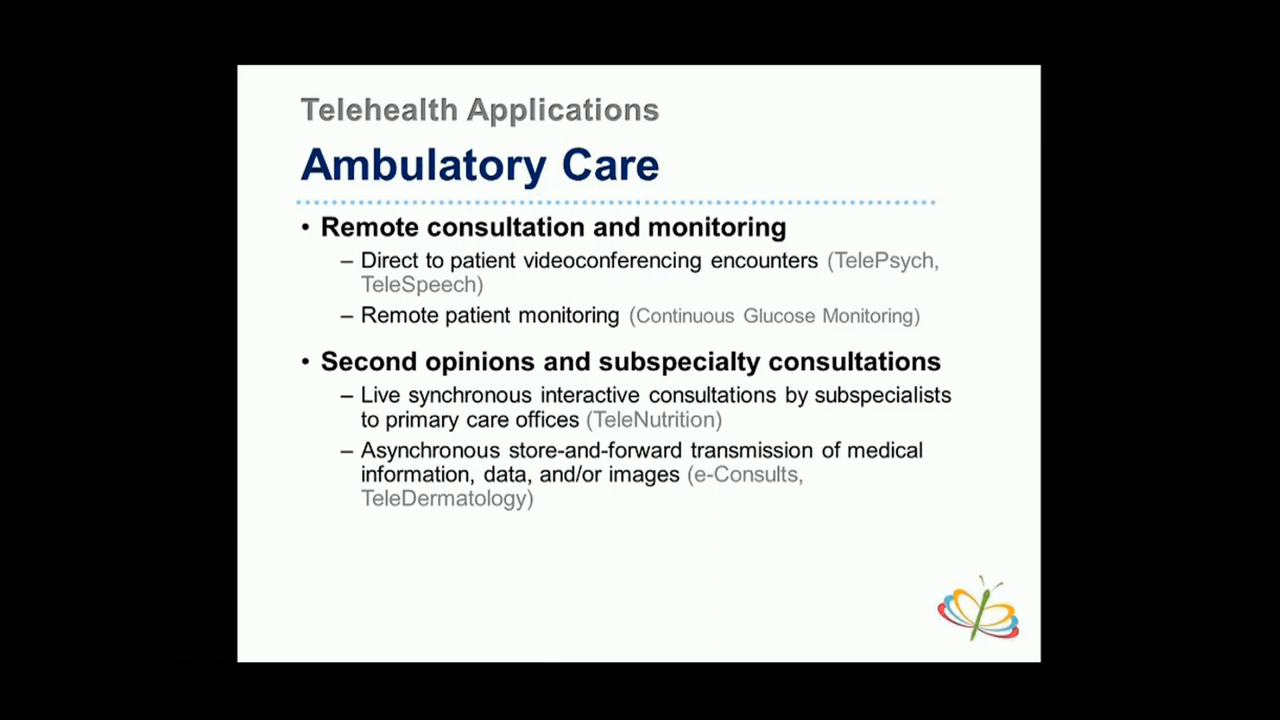 Telehealth Applications
Ambulatory Care
• Remote consultation and monitoring
– Direct to patient videoconferencing encounters (TelePsych,
TeleSpeech)
– Remote patient monitoring (Continuous Glucose Monitoring)
• Second opinions and subspecialty consultations
– Live synchronous interactive consultations by subspecialists
to primary care offices (TeleNutrition)
– Asynchronous store-and-forward transmission of medical
information, data, and/or images (e-Consults,
TeleDermatology)